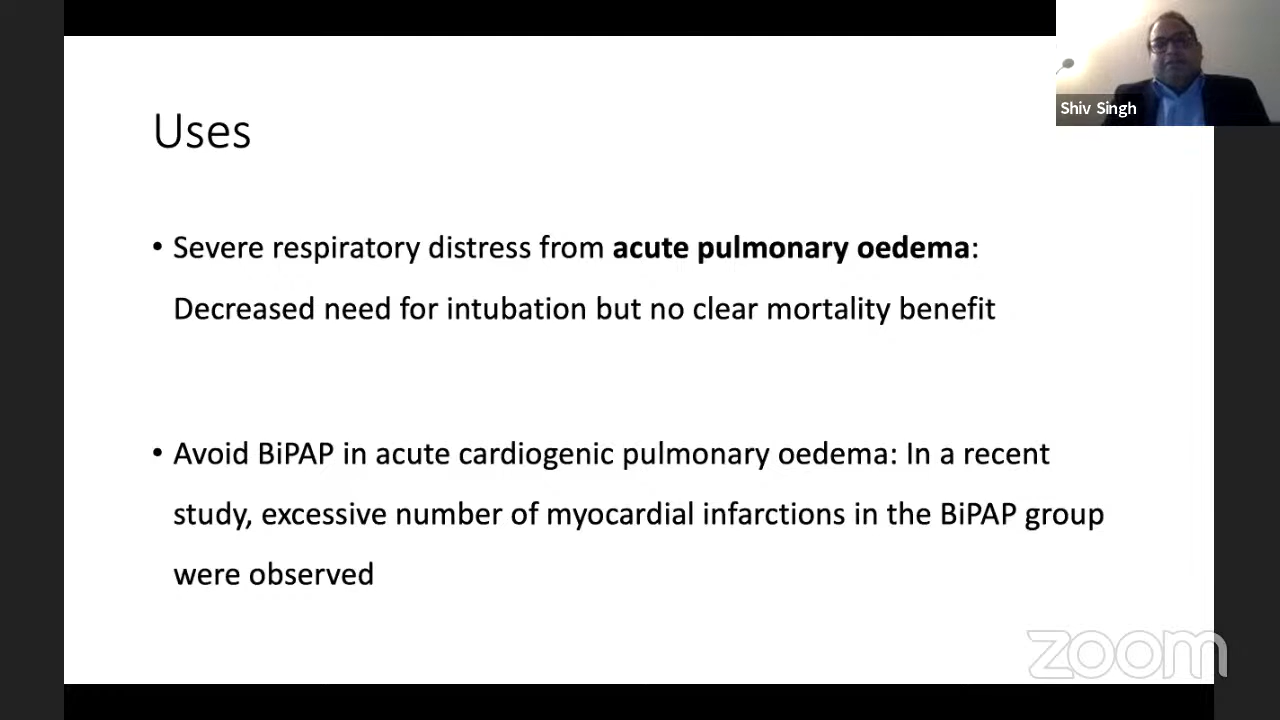 Shiv Singh
Uses
• Severe respiratory distress from acute pulmonary oedema:
Decreased need for intubation but no clear mortality benefit
• Avoid BiPAP in acute cardiogenic pulmonary oedema: In a recent
study, excessive number of myocardial infarctions in the BiPAP group
were observed
zoom